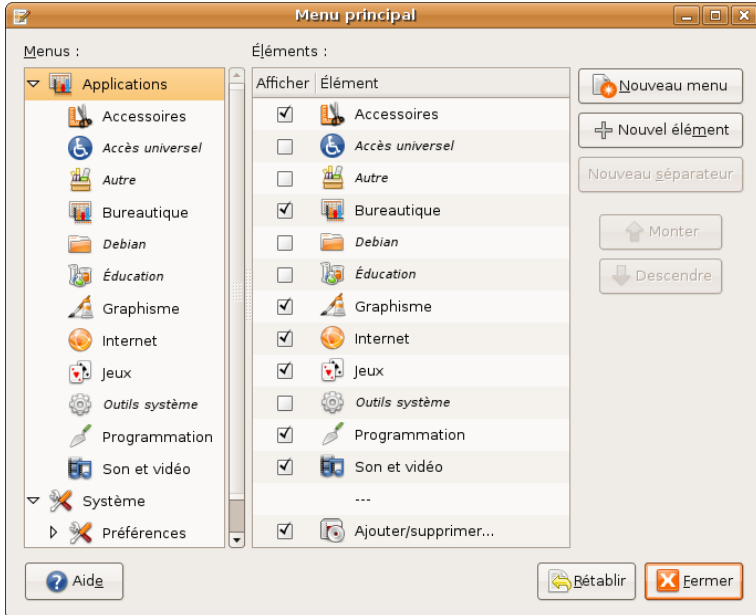 Menu principal
Menus :
Applications
Accessoires
Accès universel
Autre
Bureautique
Debian
Éducation
Graphisme
Internet
Jeux
Outils système
Programmation
Son et vidéo
Système
Préférences
Éléments :
Afficher Élément
Accessoires
Accès universel
Autre
Bureautique
Debian
Éducation
Graphisme
Internet
Jeux
Outils système
Programmation
Son et vidéo
---
Ajouter/supprimer...
Nouveau menu
Nouvel élément
Nouveau séparateur
Monter
Descendre
Aide
Rétablir
Fermer